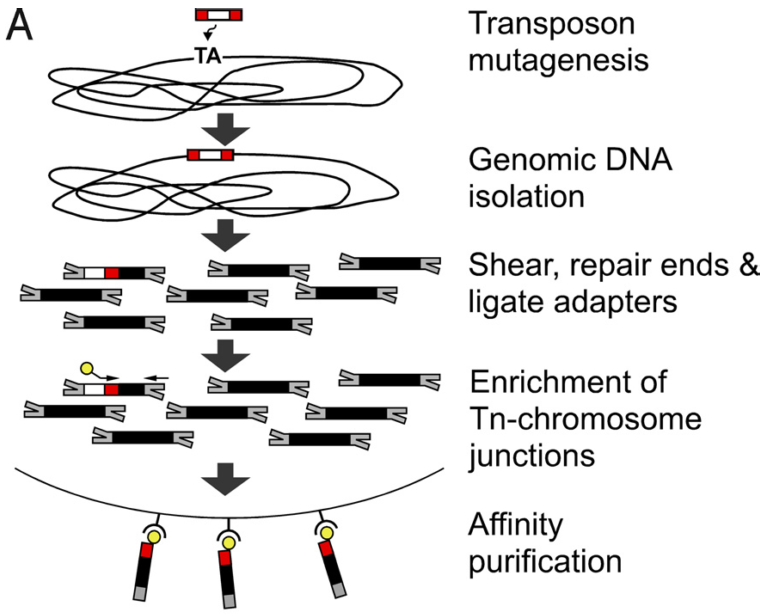 A
Transposon
mutagenesis
TA
Genomic DNA
isolation
Shear, repair ends &
ligate adapters
Enrichment of
Tn-chromosome
junctions
Affinity
purification